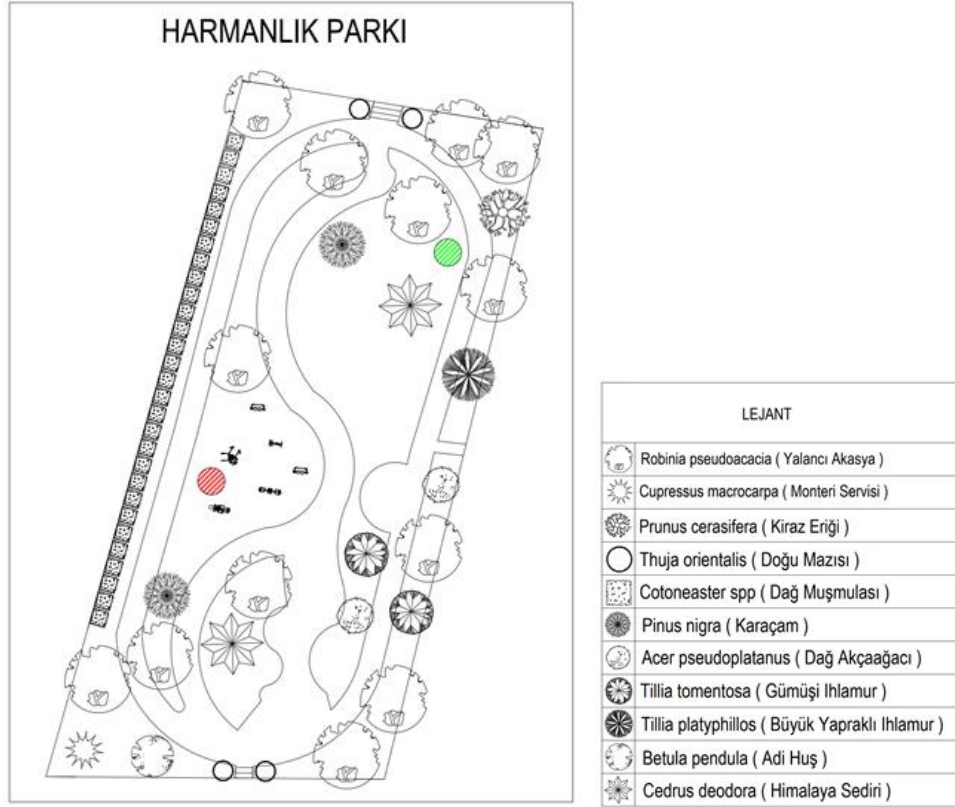 HARMANLIK PARKI
LEJANT
Robinia pseudoacacia ( Yalancı Akasya )
Cupressus macrocarpa ( Monteri Servisi )
Prunus cerasifera ( Kiraz Eriği )
Thuja orientalis ( Doğu Mazısı )
Cotoneaster spp ( Dağ Muşmulası )
Pinus nigra ( Karaçam )
Acer pseudoplatanus ( Dağ Akçaağacı )
Tillia tomentosa ( Gümüşi Ihlamur )
Tillia platyphillos ( Büyük Yapraklı Ihlamur )
Betula pendula ( Adi Huş )
Cedrus deodora ( Himalaya Sediri )